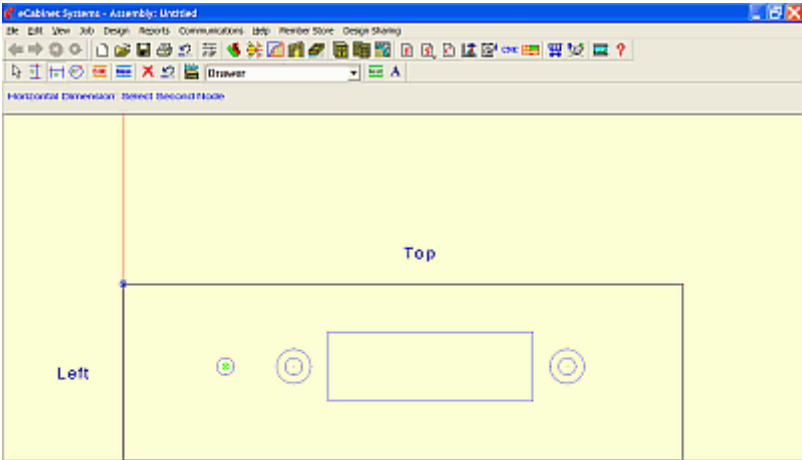 eCabinet Systems - Assembly: Untitled
File Edit View Job Design Reports Communications Help Member Store Design Sharing
Drawer
Horizontal Dimension: Select Second Node
Top
Left